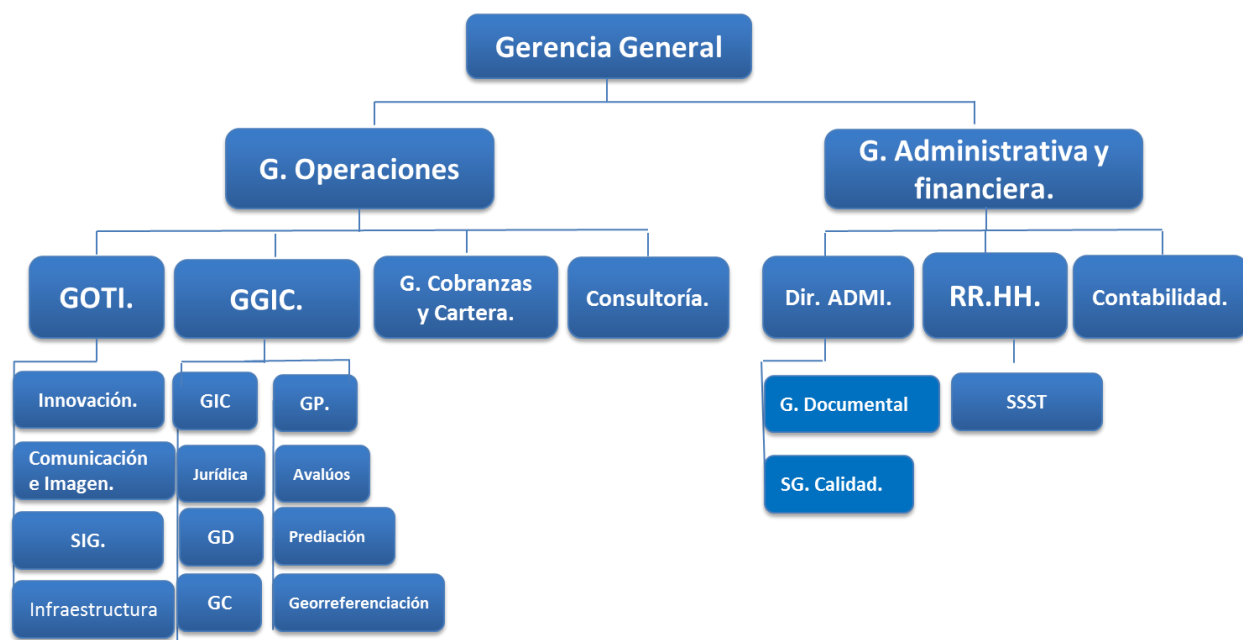 Gerencia General
G. Operaciones
G. Administrativa y
financiera.
GOTI.
GGIC.
G. Cobranzas
y Cartera.
Consultoría.
Dir. ADMI.
RR.HH.
Contabilidad.
Innovación.
GIC
GP.
G. Documental
SSST
Comunicación
e Imagen.
Jurídica
Avalúos
SG. Calidad.
SIG.
GD
Prediación
Infraestructura
GC
Georreferenciación